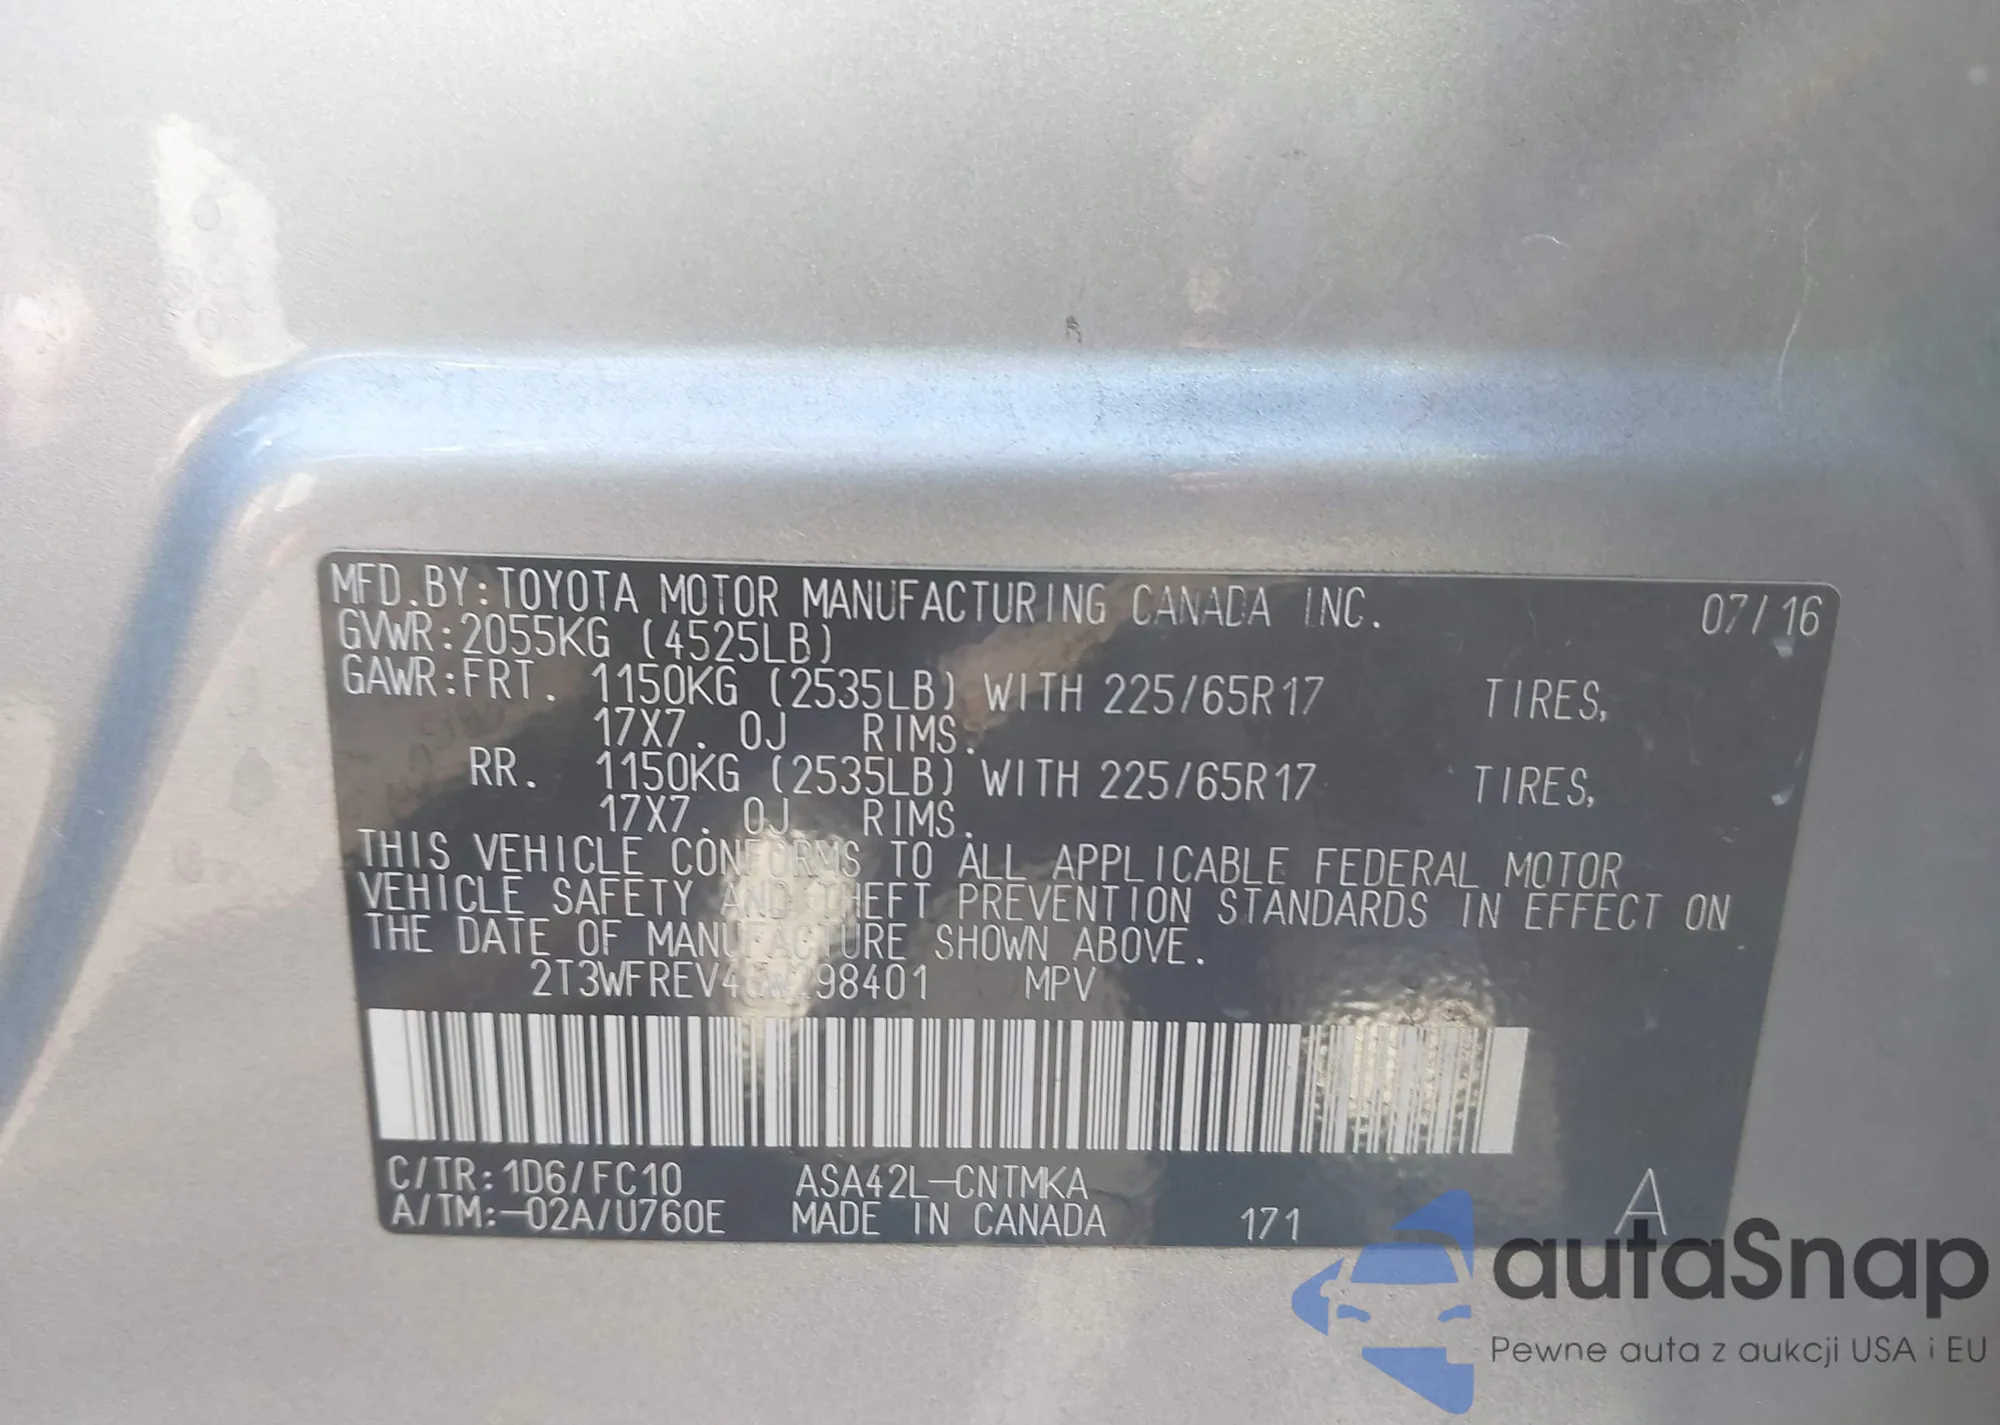 MFD.BY:TOYOTA MOTOR MANUFACTURING CANADA INC. 07/16
GVWR:2055KG (4525LB)
GAWR:FRT. 1150KG (2535LB) WITH 225/65R17 TIRES,
17X7. 0J RIMS.
RR. 1150KG (2535LB) WITH 225/65R17 TIRES,
17X7. 0J RIMS.
THIS VEHICLE CONFORMS TO ALL APPLICABLE FEDERAL MOTOR
VEHICLE SAFETY AND THEFT PREVENTION STANDARDS IN EFFECT ON
THE DATE OF MANUFACTURE SHOWN ABOVE.
MPV
C/TR:1D6/FC10 ASA42L-CNTMKA
A/TM:-02A/U760E MADE IN CANADA 171 A
autaSnap
Pewne auta z aukcji USA i EU